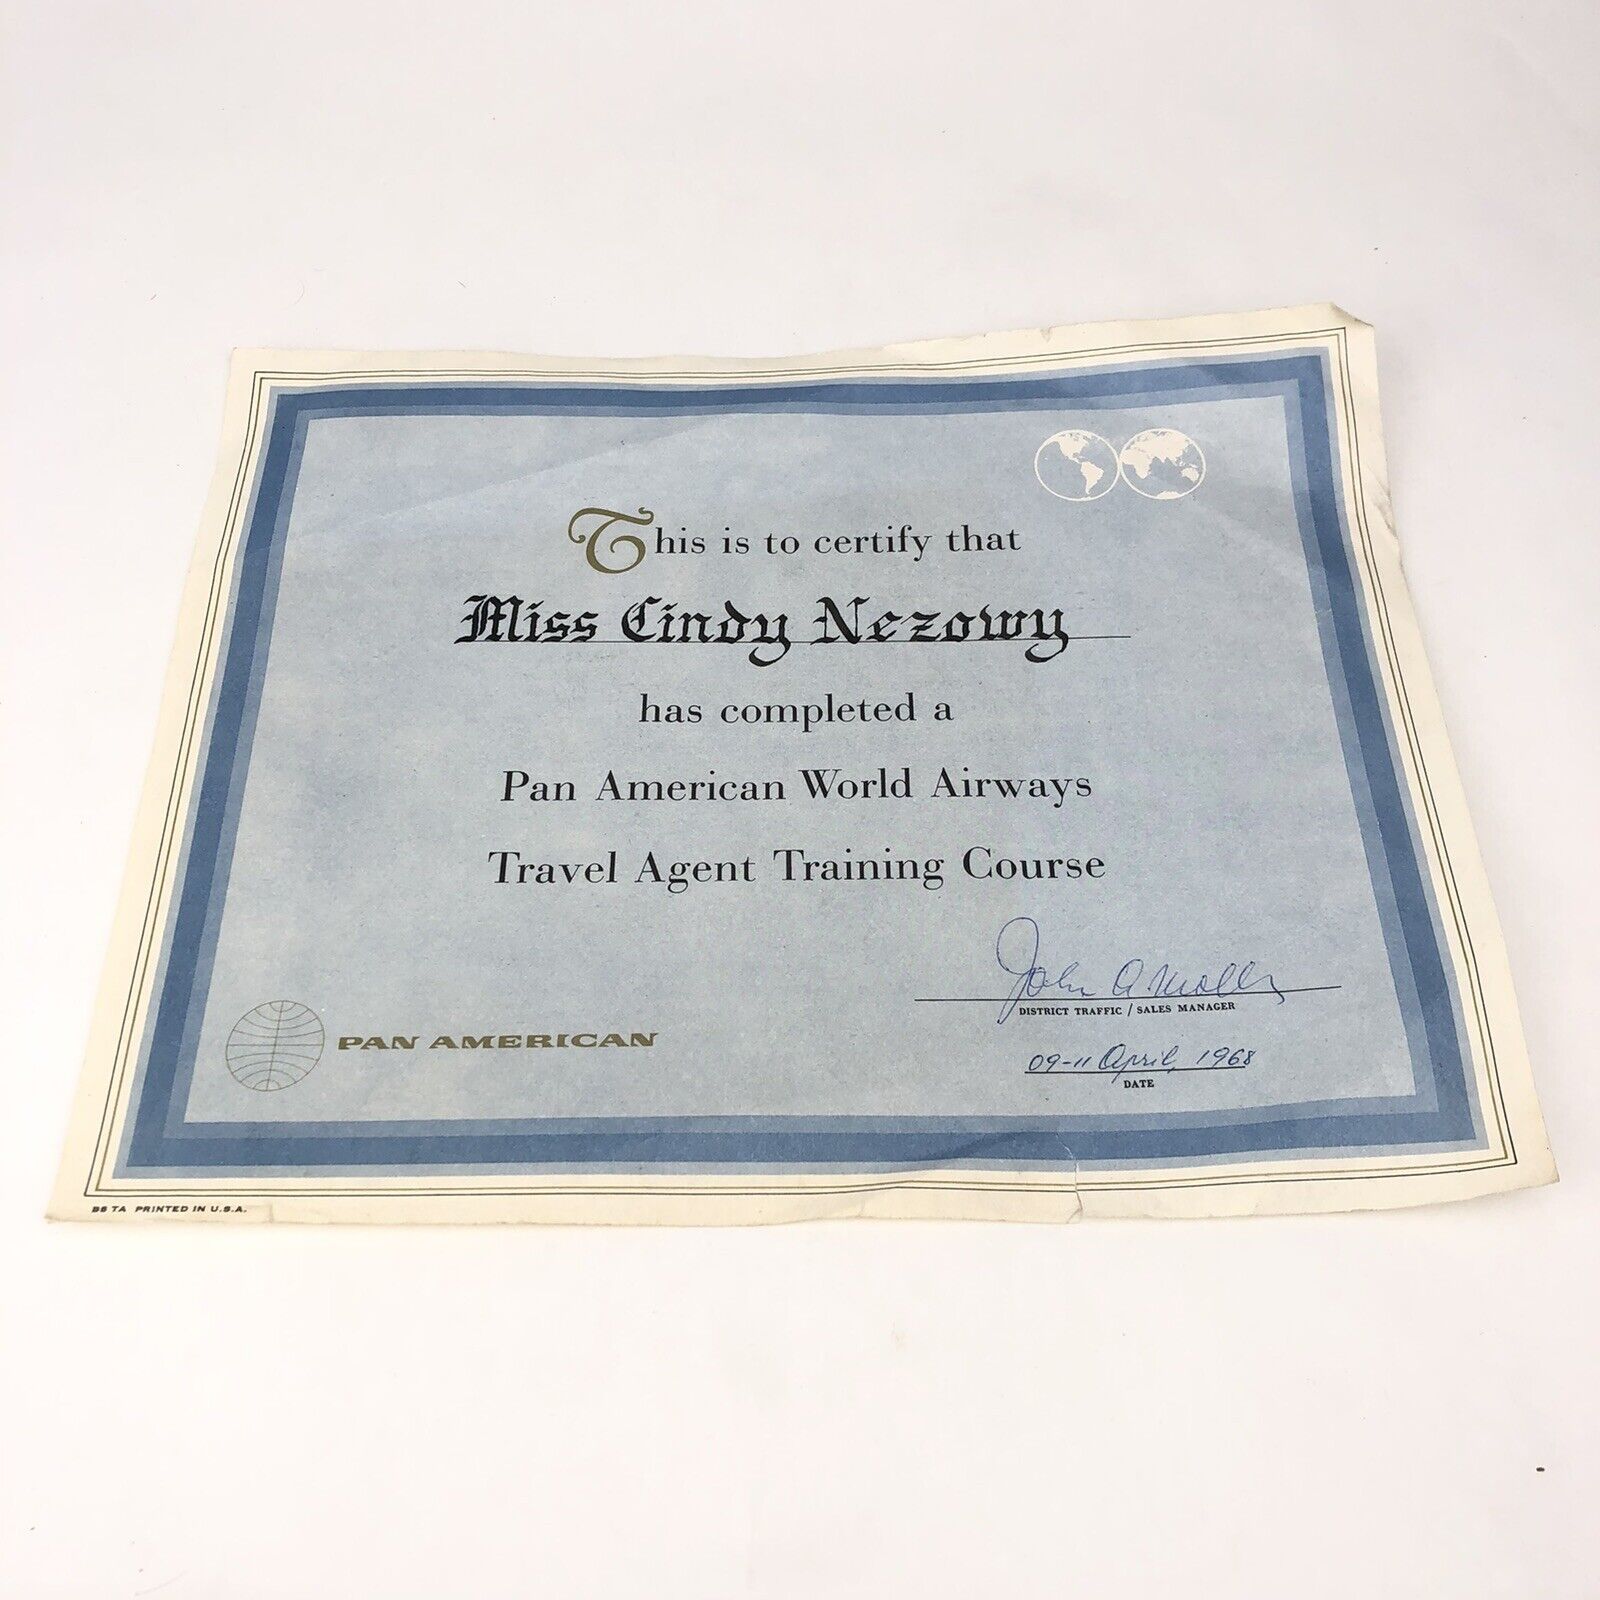 This is to certify that
Miss Cindy Nezowy
has completed a
Pan American World Airways
Travel Agent Training Course
John A
DISTRICT TRAFFIC / SALES MANAGER
PAN AMERICAN
09-11 April, 1968
DATE
PRINTED IN U.S.A.